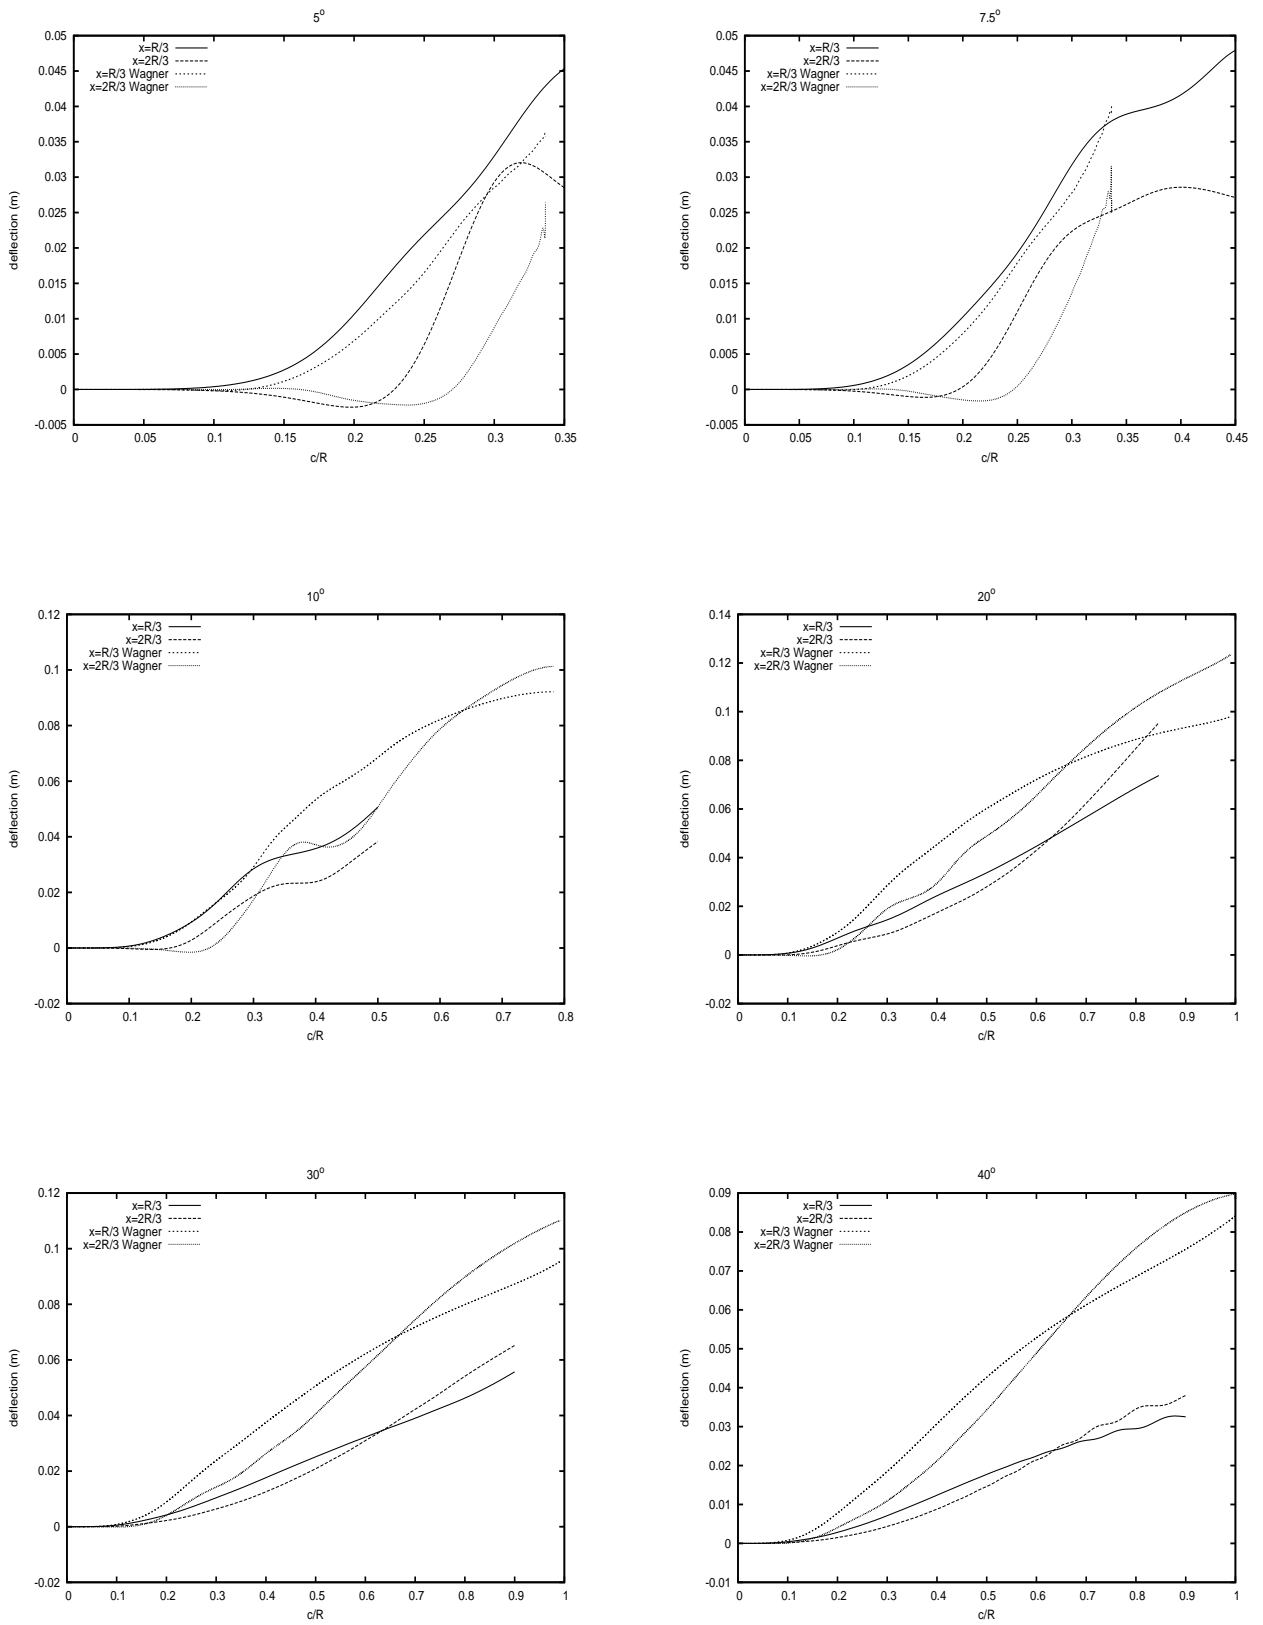 5°
0.05
0.045
0.04
0.035
0.03
0.025
0.02
0.015
0.01
0.005
0
-0.005
deflection (m)
x=R/3
x=2R/3
x=R/3 Wagner
x=2R/3 Wagner
0 0.05 0.1 0.15 0.2 0.25 0.3 0.35
c/R
7.5°
0.05
0.045
0.04
0.035
0.03
0.025
0.02
0.015
0.01
0.005
0
-0.005
deflection (m)
x=R/3
x=2R/3
x=R/3 Wagner
x=2R/3 Wagner
0 0.05 0.1 0.15 0.2 0.25 0.3 0.35 0.4 0.45
c/R
10°
0.12
0.1
0.08
0.06
0.04
0.02
0
-0.02
deflection (m)
x=R/3
x=2R/3
x=R/3 Wagner
x=2R/3 Wagner
0 0.1 0.2 0.3 0.4 0.5 0.6 0.7 0.8
c/R
20°
0.14
0.12
0.1
0.08
0.06
0.04
0.02
0
-0.02
deflection (m)
x=R/3
x=2R/3
x=R/3 Wagner
x=2R/3 Wagner
0 0.1 0.2 0.3 0.4 0.5 0.6 0.7 0.8 0.9 1
c/R
30°
0.12
0.1
0.08
0.06
0.04
0.02
0
-0.02
deflection (m)
x=R/3
x=2R/3
x=R/3 Wagner
x=2R/3 Wagner
0 0.1 0.2 0.3 0.4 0.5 0.6 0.7 0.8 0.9 1
c/R
40°
0.09
0.08
0.07
0.06
0.05
0.04
0.03
0.02
0.01
0
-0.01
deflection (m)
x=R/3
x=2R/3
x=R/3 Wagner
x=2R/3 Wagner
0 0.1 0.2 0.3 0.4 0.5 0.6 0.7 0.8 0.9 1
c/R